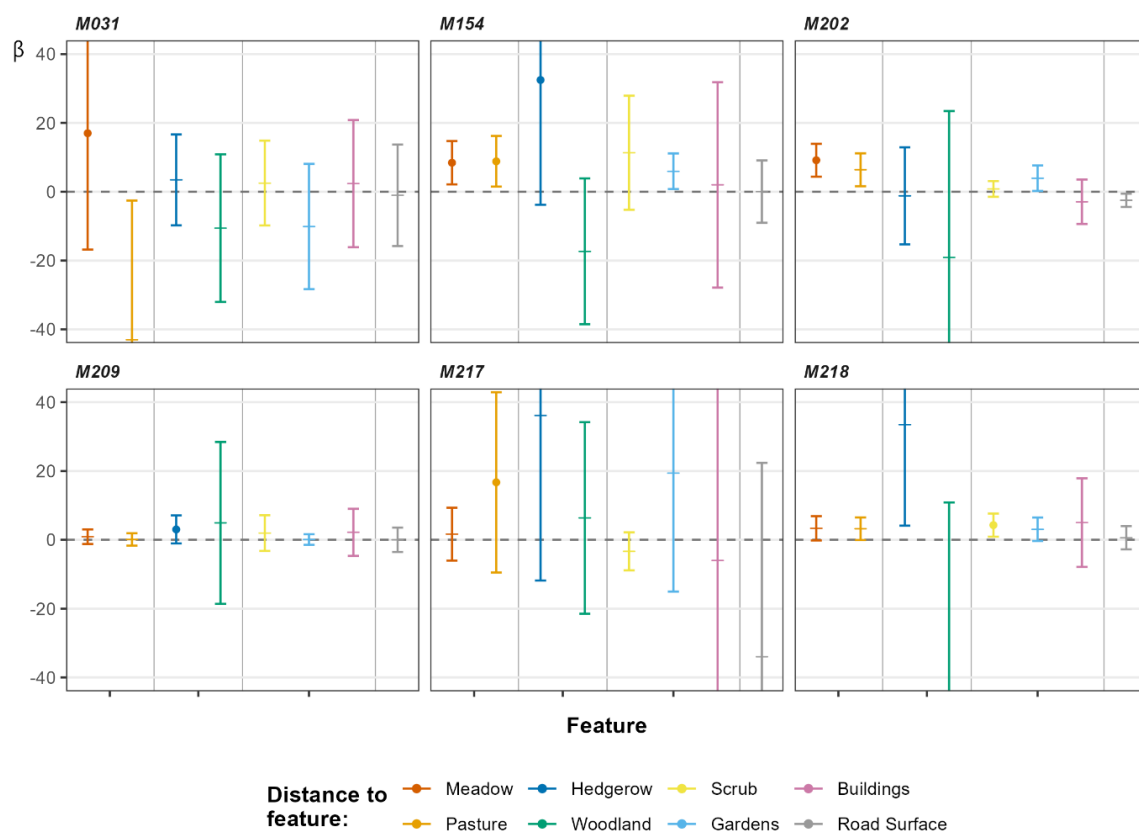 M031 M154 M202
β
40
20
0
-20
-40
M209 M217 M218
40
20
0
-20
-40
Feature
Distance to feature:
Meadow Hedgerow Scrub Buildings
Pasture Woodland Gardens Road Surface